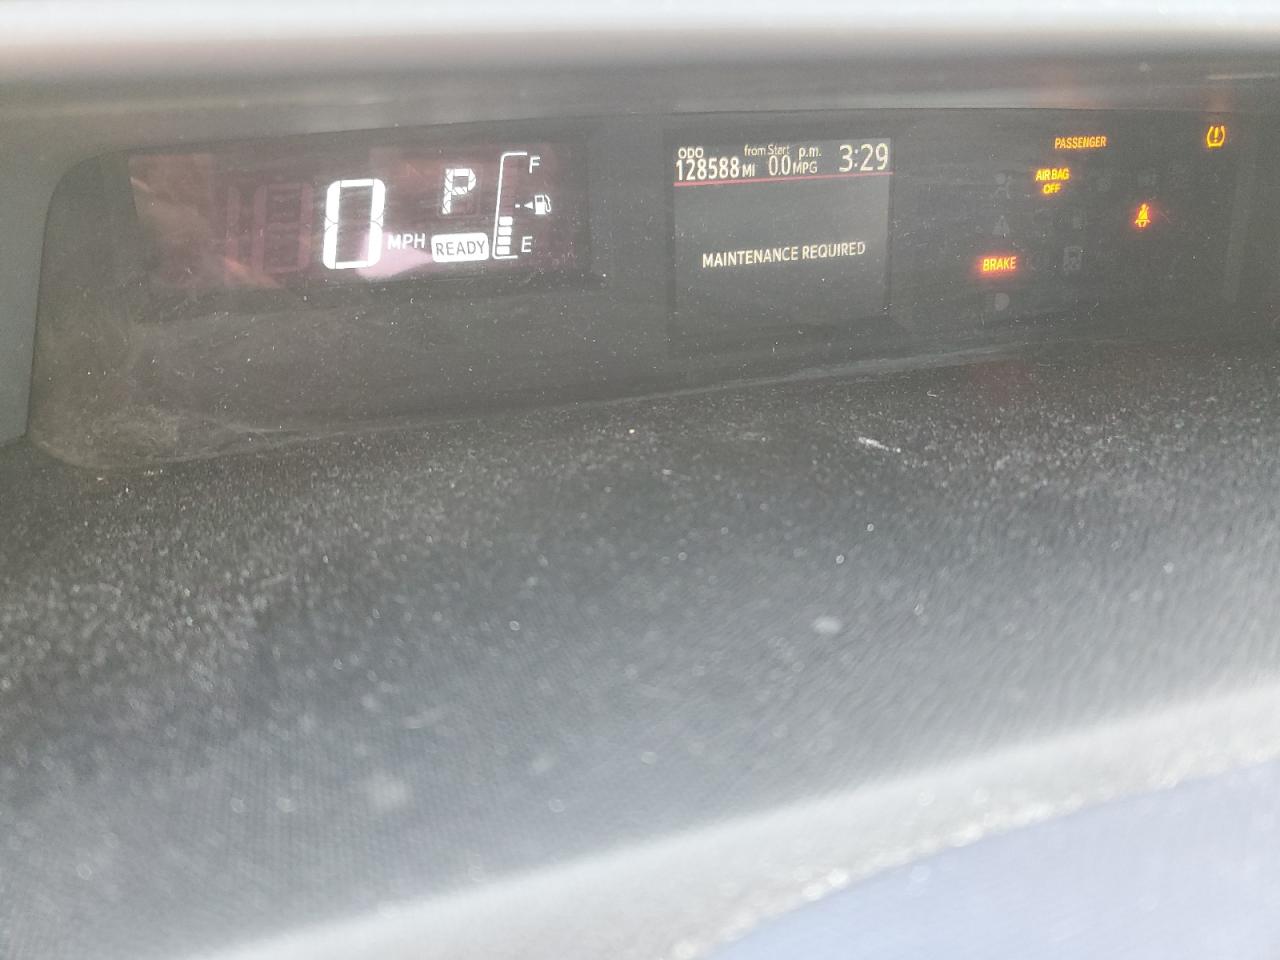 0 MPH
P
READY
F
E
ODO
128588 MI
from Start
0.0 MPG
p.m.
3:29
MAINTENANCE REQUIRED
PASSENGER
AIR BAG
OFF
BRAKE